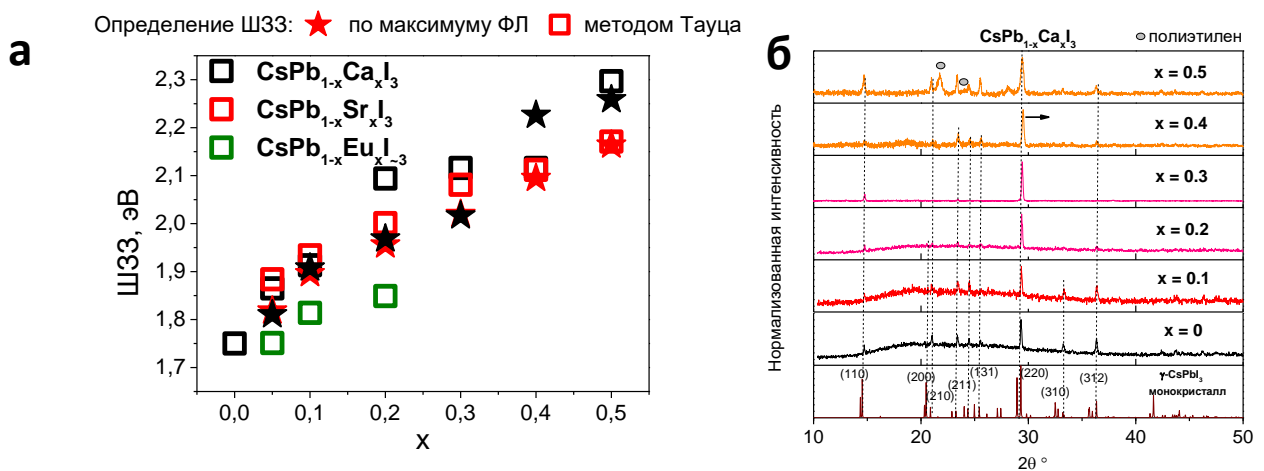 Определение ШЗЗ: по максимуму ФЛ методом Тауца
а
CsPb1-xCaxI3
CsPb1-xSrxI3
CsPb1-xEuxI~3
ШЗЗ, эВ
2,3
2,2
2,1
2,0
1,9
1,8
1,7
0,0 0,1 0,2 0,3 0,4 0,5
x
б
CsPb1-xCaxI3
полиэтилен
Нормализованная интенсивность
x = 0.5
x = 0.4
x = 0.3
x = 0.2
x = 0.1
x = 0
(110)
(200)
(210)
(211)
(131)
(220)
(310)
(312)
γ-CsPbI3
монокристалл
10 20 30 40 50
2θ °